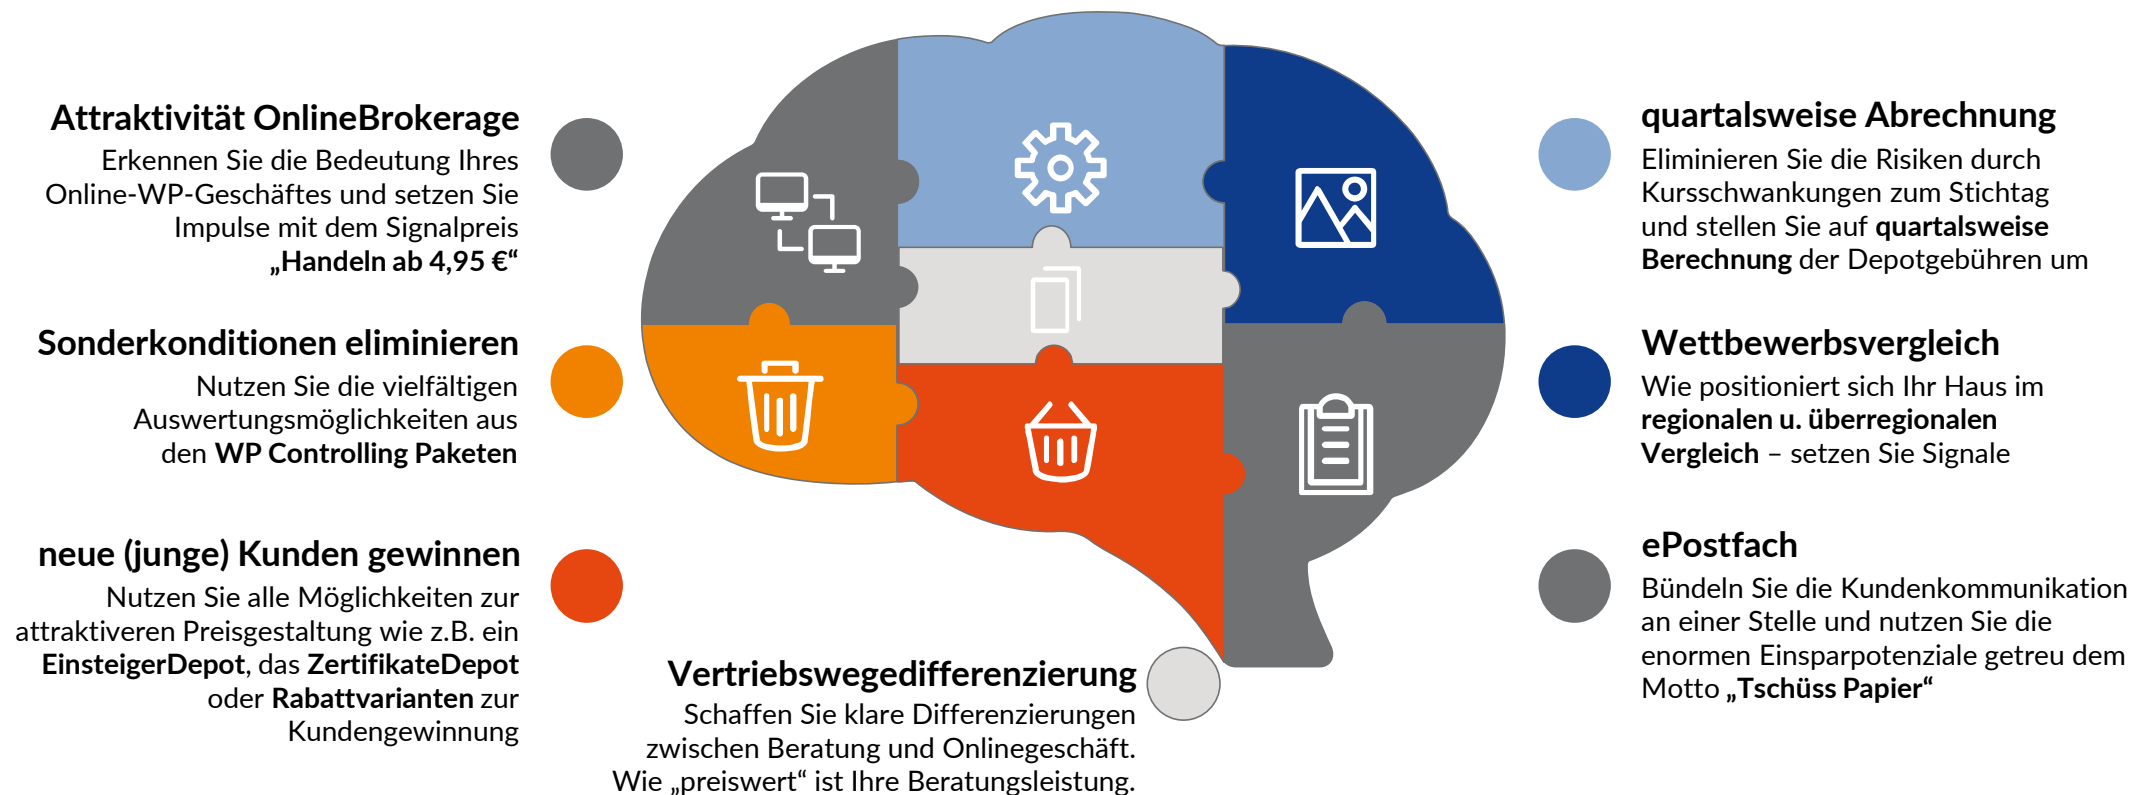 Attraktivität OnlineBrokerage
Erkennen Sie die Bedeutung Ihres
Online-WP-Geschäftes und setzen Sie
Impulse mit dem Signalpreis
„Handeln ab 4,95 €“
Sonderkonditionen eliminieren
Nutzen Sie die vielfältigen
Auswertungsmöglichkeiten aus
den WP Controlling Paketen
neue (junge) Kunden gewinnen
Nutzen Sie alle Möglichkeiten zur
attraktiveren Preisgestaltung wie z.B. ein
EinsteigerDepot, das ZertifikateDepot
oder Rabattvarianten zur
Kundengewinnung
Vertriebswegedifferenzierung
Schaffen Sie klare Differenzierungen
zwischen Beratung und Onlinegeschäft.
Wie „preiswert“ ist Ihre Beratungsleistung.
quartalsweise Abrechnung
Eliminieren Sie die Risiken durch
Kursschwankungen zum Stichtag
und stellen Sie auf quartalsweise
Berechnung der Depotgebühren um
Wettbewerbsvergleich
Wie positioniert sich Ihr Haus im
regionalen u. überregionalen
Vergleich – setzen Sie Signale
ePostfach
Bündeln Sie die Kundenkommunikation
an einer Stelle und nutzen Sie die
enormen Einsparpotenziale getreu dem
Motto „Tschüss Papier“